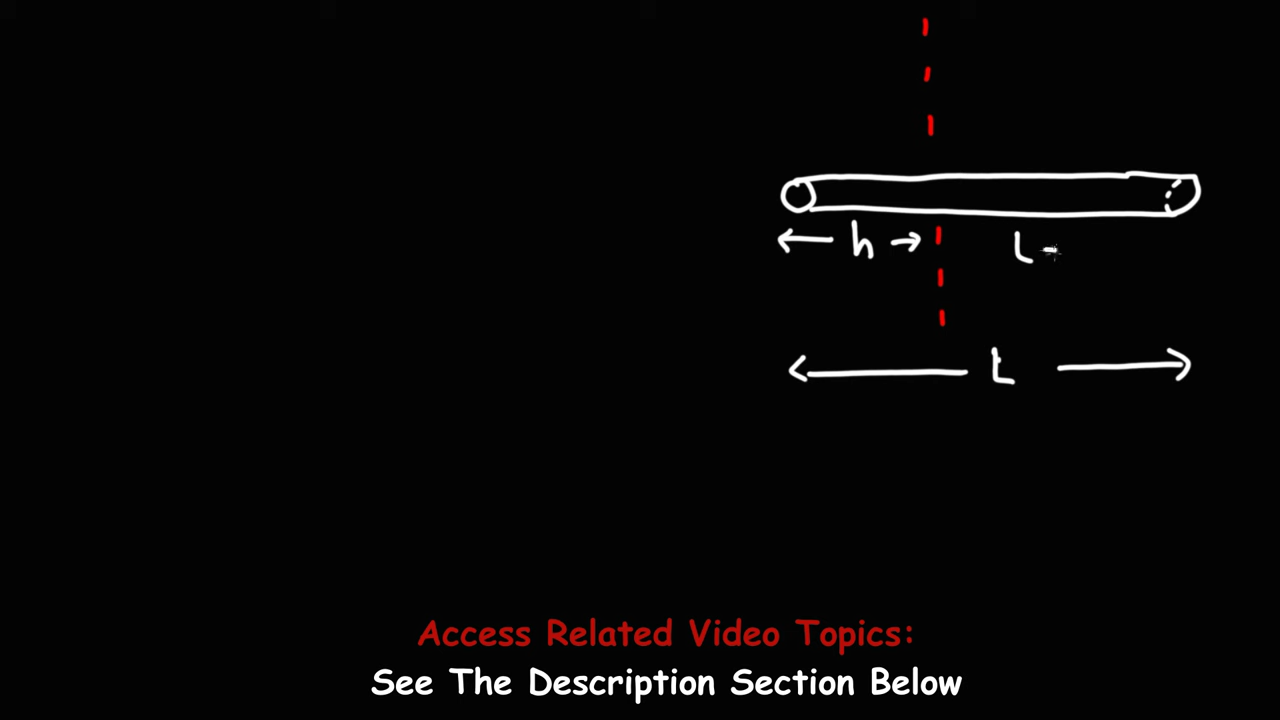 h L -
L
Access Related Video Topics:
See The Description Section Below